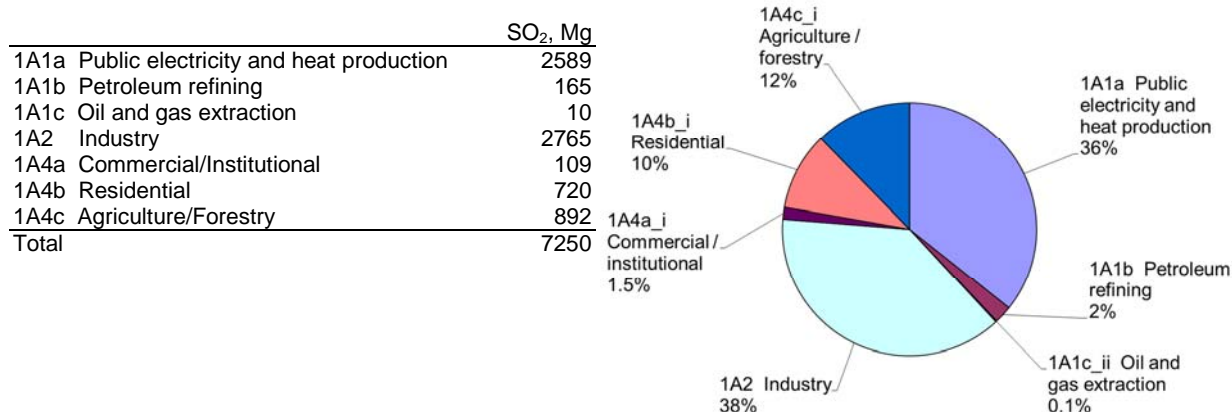 SO₂, Mg
1A1a Public electricity and heat production 2589
1A1b Petroleum refining 165
1A1c Oil and gas extraction 10
1A2 Industry 2765
1A4a Commercial/Institutional 109
1A4b Residential 720
1A4c Agriculture/Forestry 892
Total 7250
1A4c_i
Agriculture /
forestry
12%
1A1a Public
electricity and
heat production
36%
1A4b_i
Residential
10%
1A4a_i
Commercial /
institutional
1.5%
1A1b Petroleum
refining
2%
1A1c_ii Oil and
gas extraction
0.1%
1A2 Industry
38%